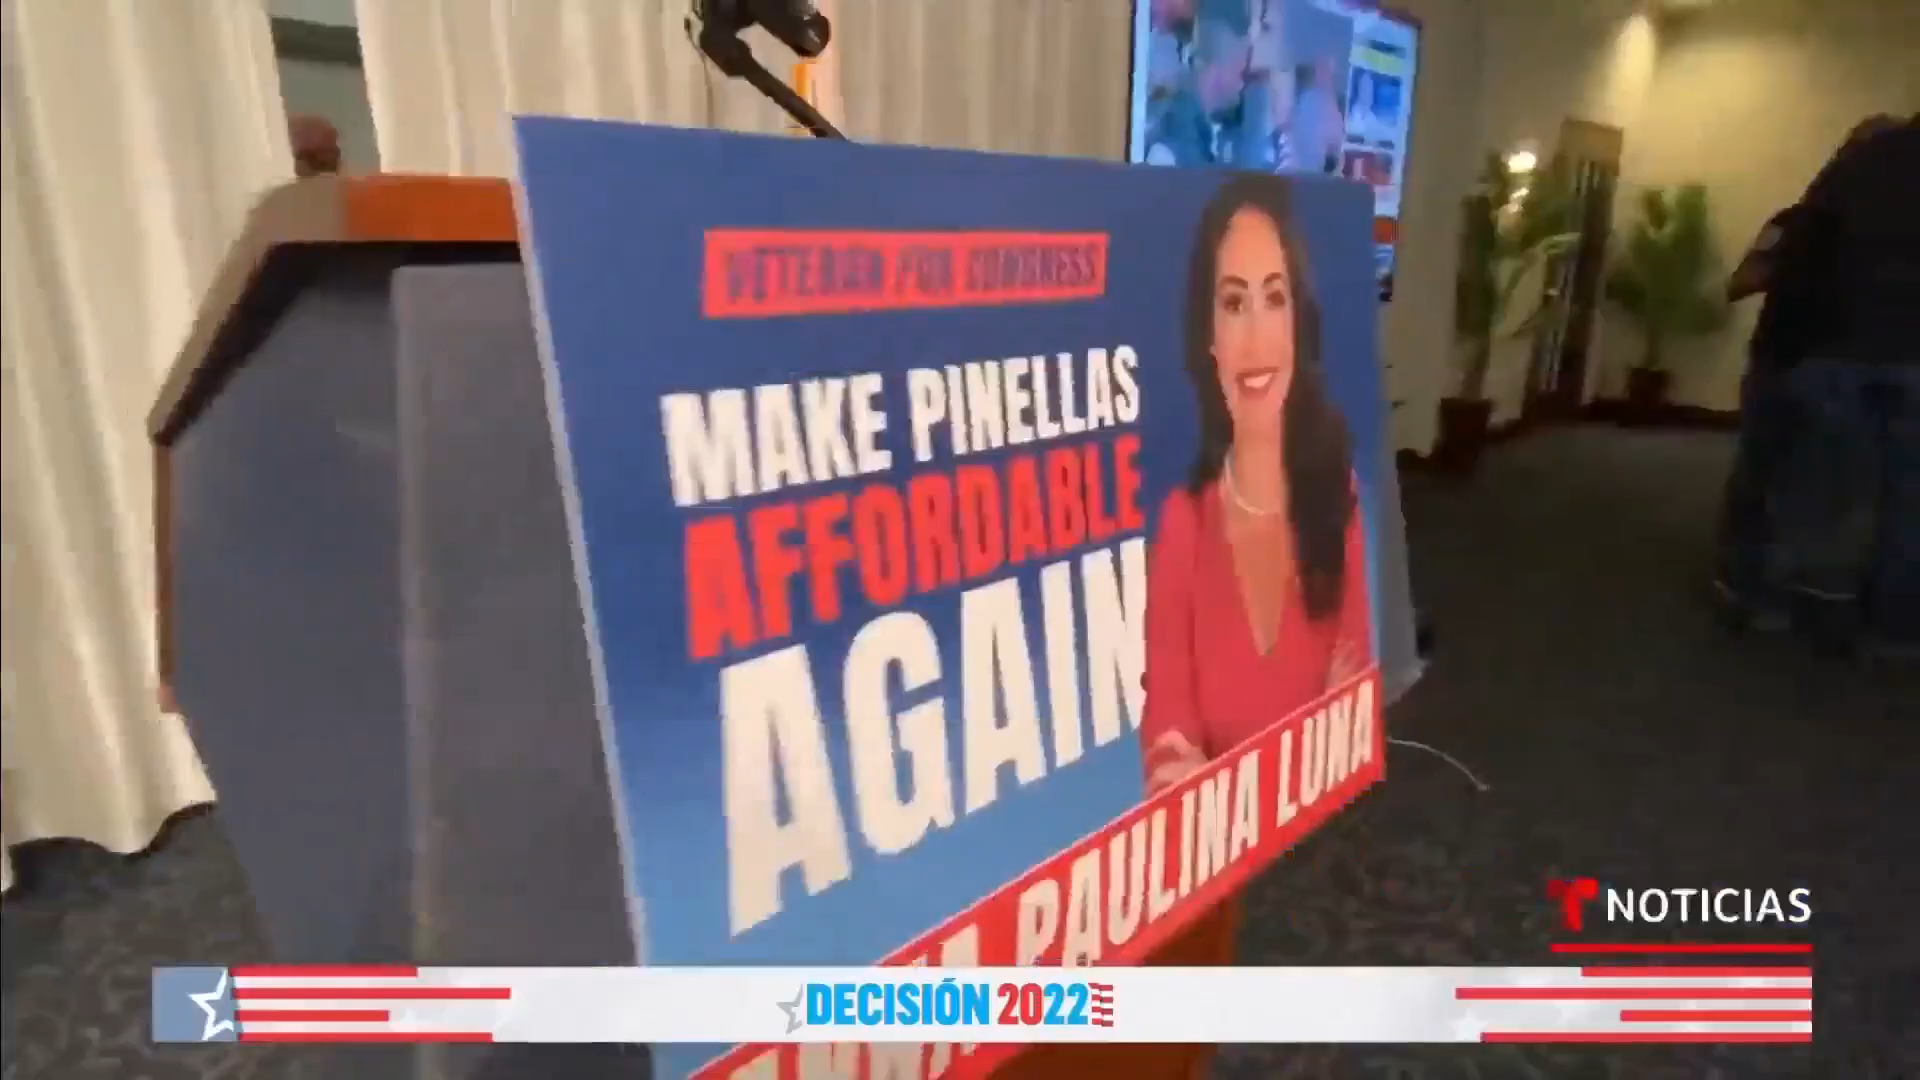 VETERAN FOR CONGRESS
MAKE PINELLAS
AFFORDABLE
AGAIN
PAULINA LUNA
NOTICIAS
DECISIÓN 2022